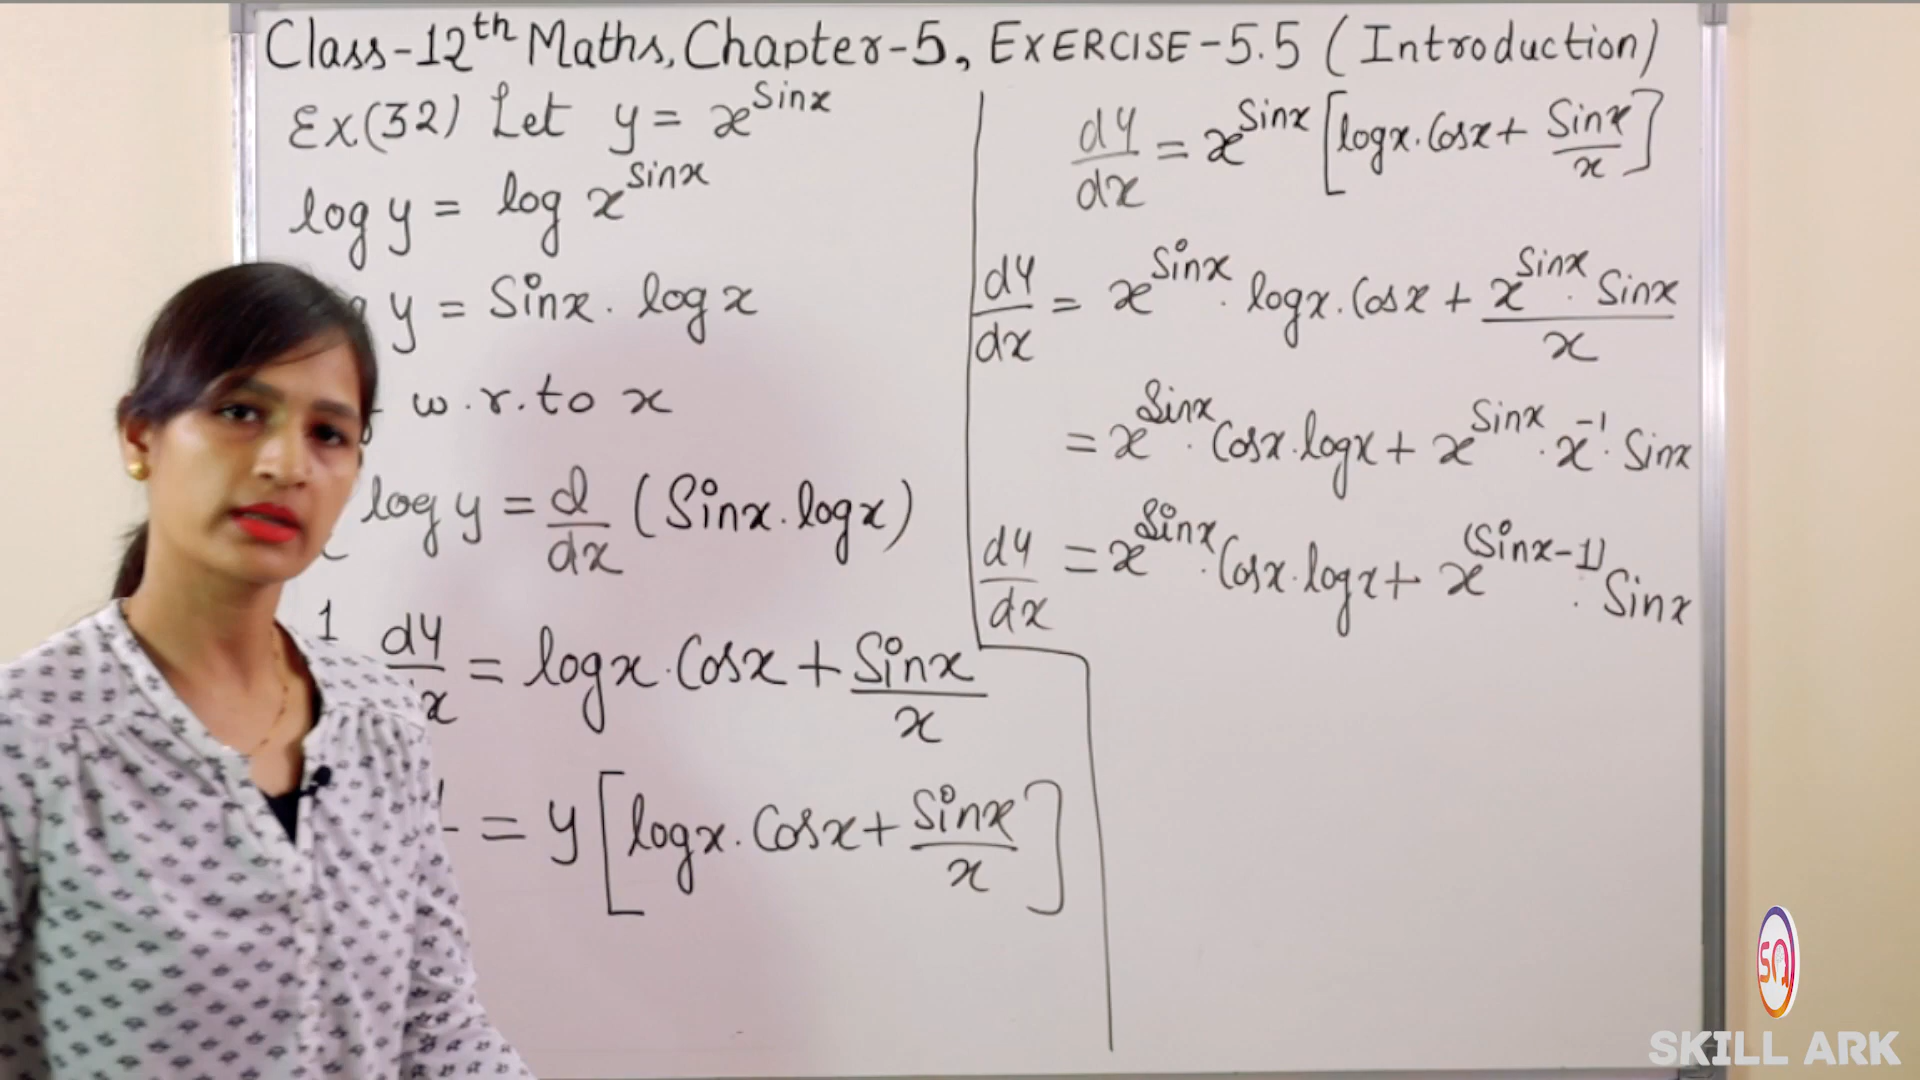 Class-12th Maths, Chapter-5, EXERCISE-5.5 (Introduction)
Ex(32) Let y = x^Sinx
log y = log x^Sinx
y = Sinx . log x
w.r.to x
log y = d/dx (Sinx . logx)
1 dy/x = logx . Cosx + Sinx/x
= y [logx . Cosx + Sinx/x]
dy/dx = x^Sinx [logx . Cosx + Sinx/x]
dy/dx = x^Sinx . logx . Cosx + x^Sinx . Sinx/x
= x^Sinx . Cosx . logx + x^Sinx . x^-1 . Sinx
dy/dx = x^Sinx . Cosx . logx + x^(Sinx-1) . Sinx
SKILL ARK